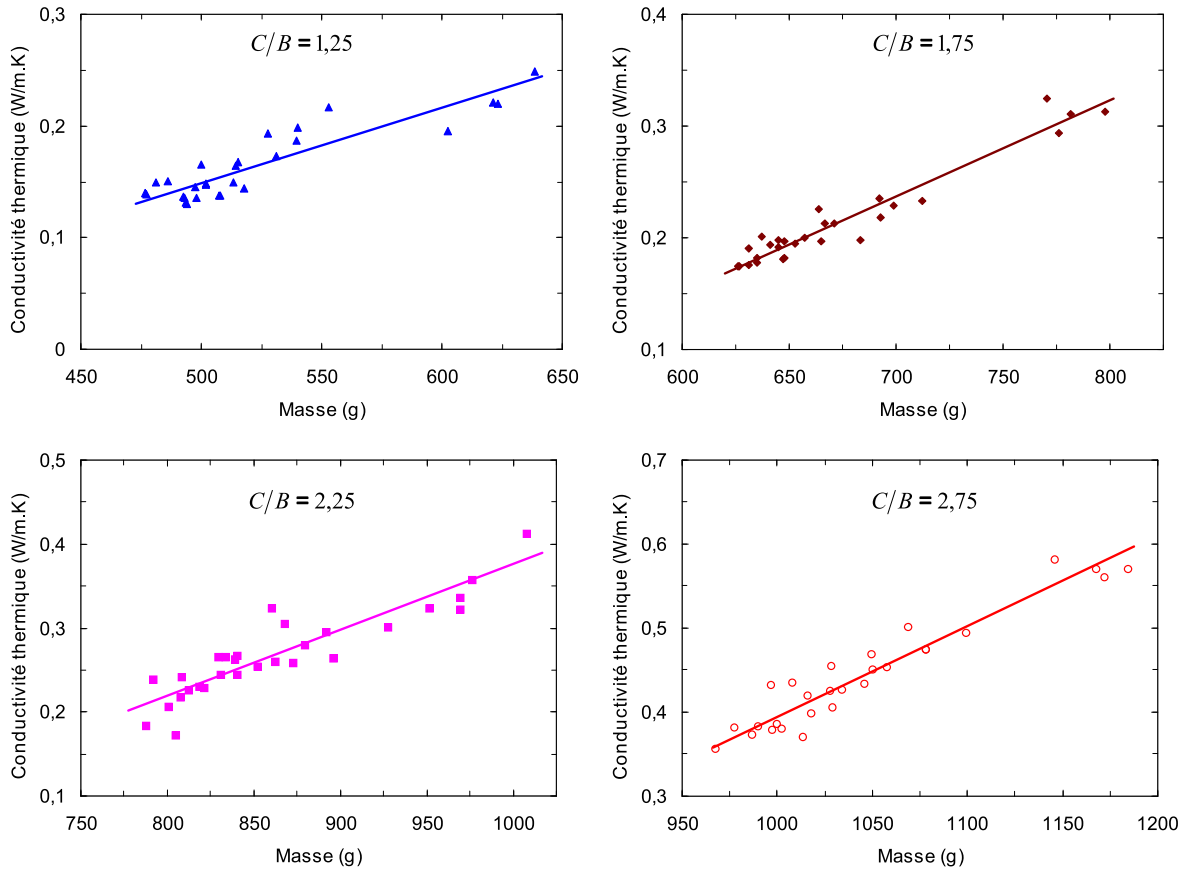 C/B = 1,25
Conductivité thermique (W/m.K)
0,3
0,2
0,1
0
450 500 550 600 650
Masse (g)
C/B = 1,75
Conductivité thermique (W/m.K)
0,4
0,3
0,2
0,1
600 650 700 750 800
Masse (g)
C/B = 2,25
Conductivité thermique (W/m.K)
0,5
0,4
0,3
0,2
0,1
750 800 850 900 950 1000
Masse (g)
C/B = 2,75
Conductivité thermique (W/m.K)
0,7
0,6
0,5
0,4
0,3
950 1000 1050 1100 1150 1200
Masse (g)